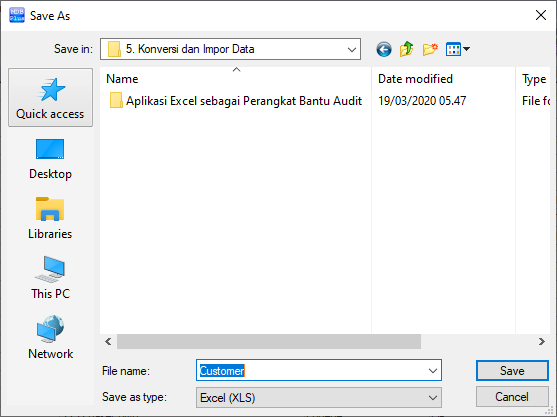 MDB Plus
Save As
Save in:
5. Konversi dan Impor Data
Name
Date modified
Type
Aplikasi Excel sebagai Perangkat Bantu Audit
19/03/2020 05.47
File fo
Quick access
Desktop
Libraries
This PC
Network
File name:
Customer
Save
Save as type:
Excel (XLS)
Cancel